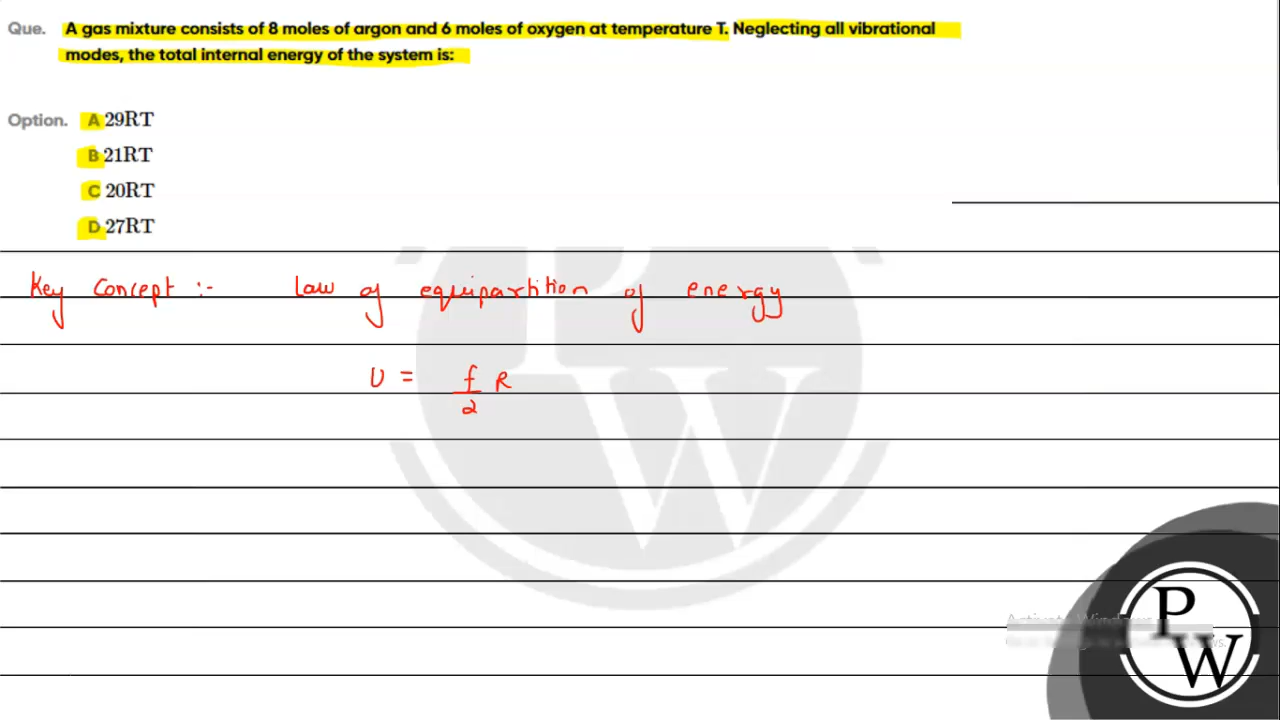 Que. A gas mixture consists of 8 moles of argon and 6 moles of oxygen at temperature T. Neglecting all vibrational
modes, the total internal energy of the system is:
Option. A 29RT
B 21RT
C 20RT
D 27RT
Key Concept :- Law of equipartition of energy
U = f/2 R
P
W
Activate Windows
P
W